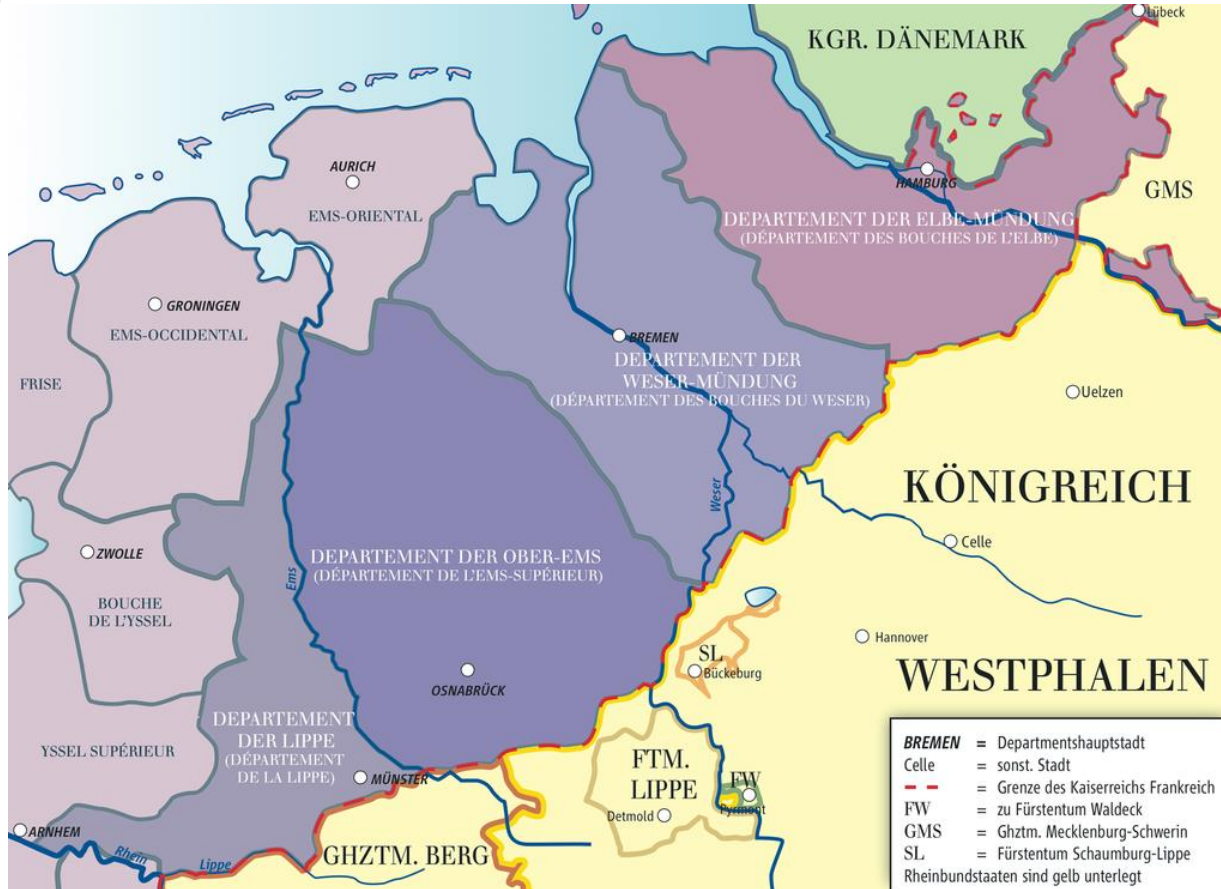 Lübeck
KGR. DÄNEMARK
AURICH
HAMBURG
GMS
EMS-ORIENTAL
DEPARTEMENT DER ELBE-MÜNDUNG
(DÉPARTEMENT DES BOUCHES DE L'ELBE)
GRONINGEN
EMS-OCCIDENTAL
BREMEN
DEPARTEMENT DER
WESER-MÜNDUNG
(DÉPARTEMENT DES BOUCHES DU WESER)
FRISE
Uelzen
KÖNIGREICH
Weser
ZWOLLE
Celle
DEPARTEMENT DER OBER-EMS
(DÉPARTEMENT DE L'EMS-SUPÉRIEUR)
Ems
BOUCHE
DE L'YSSEL
Hannover
SL
Bückeburg
WESTPHALEN
OSNABRÜCK
DEPARTEMENT
DER LIPPE
(DÉPARTEMENT
DE LA LIPPE)
YSSEL SUPÉRIEUR
MÜNSTER
FTM.
LIPPE
FW
Pyrmont
Detmold
ARNHEM
Rhein
Lippe
GHZTM. BERG
BREMEN = Departmentshauptstadt
Celle = sonst. Stadt
= Grenze des Kaiserreichs Frankreich
FW = zu Fürstentum Waldeck
GMS = Ghztm. Mecklenburg-Schwerin
SL = Fürstentum Schaumburg-Lippe
Rheinbundstaaten sind gelb unterlegt